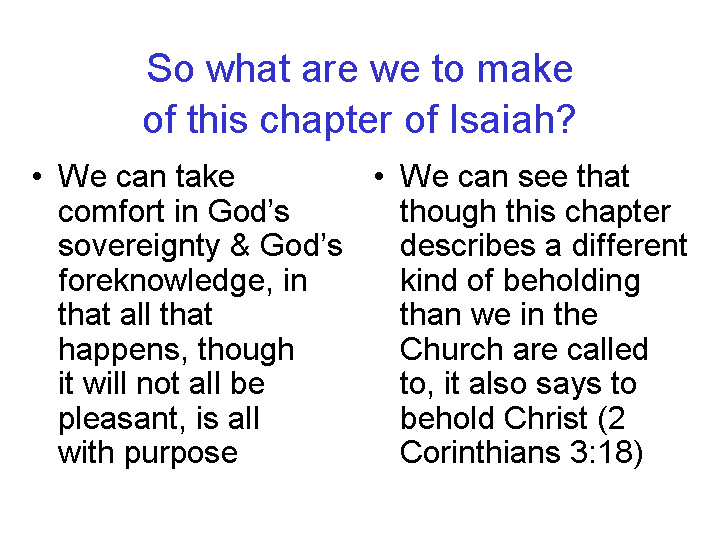 So what are we to make
of this chapter of Isaiah?
• We can take
comfort in God’s
sovereignty & God’s
foreknowledge, in
that all that
happens, though
it will not all be
pleasant, is all
with purpose
• We can see that
though this chapter
describes a different
kind of beholding
than we in the
Church are called
to, it also says to
behold Christ (2
Corinthians 3:18)